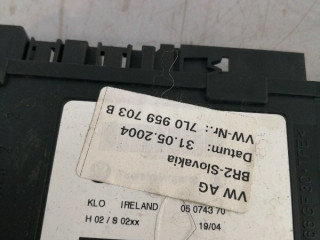 VW AG
BR2-Slovakia
Datum: 31.05.2004
VW-Nr.: 7L0 959 703 B
KLO IRELAND 05 0743 70
H 02 / S 02xx 19/04